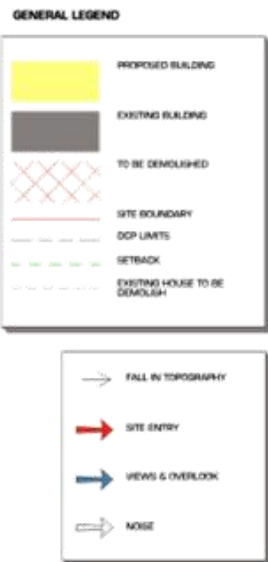 GENERAL LEGEND
PROPOSED BUILDING
EXISTING BUILDING
TO BE DEMOLISHED
SITE BOUNDARY
DCP LIMITS
SETBACK
EXISTING HOUSE TO BE
DEMOLISH
FALL IN TOPOGRAPHY
SITE ENTRY
VIEWS & OVERLOOK
NOISE